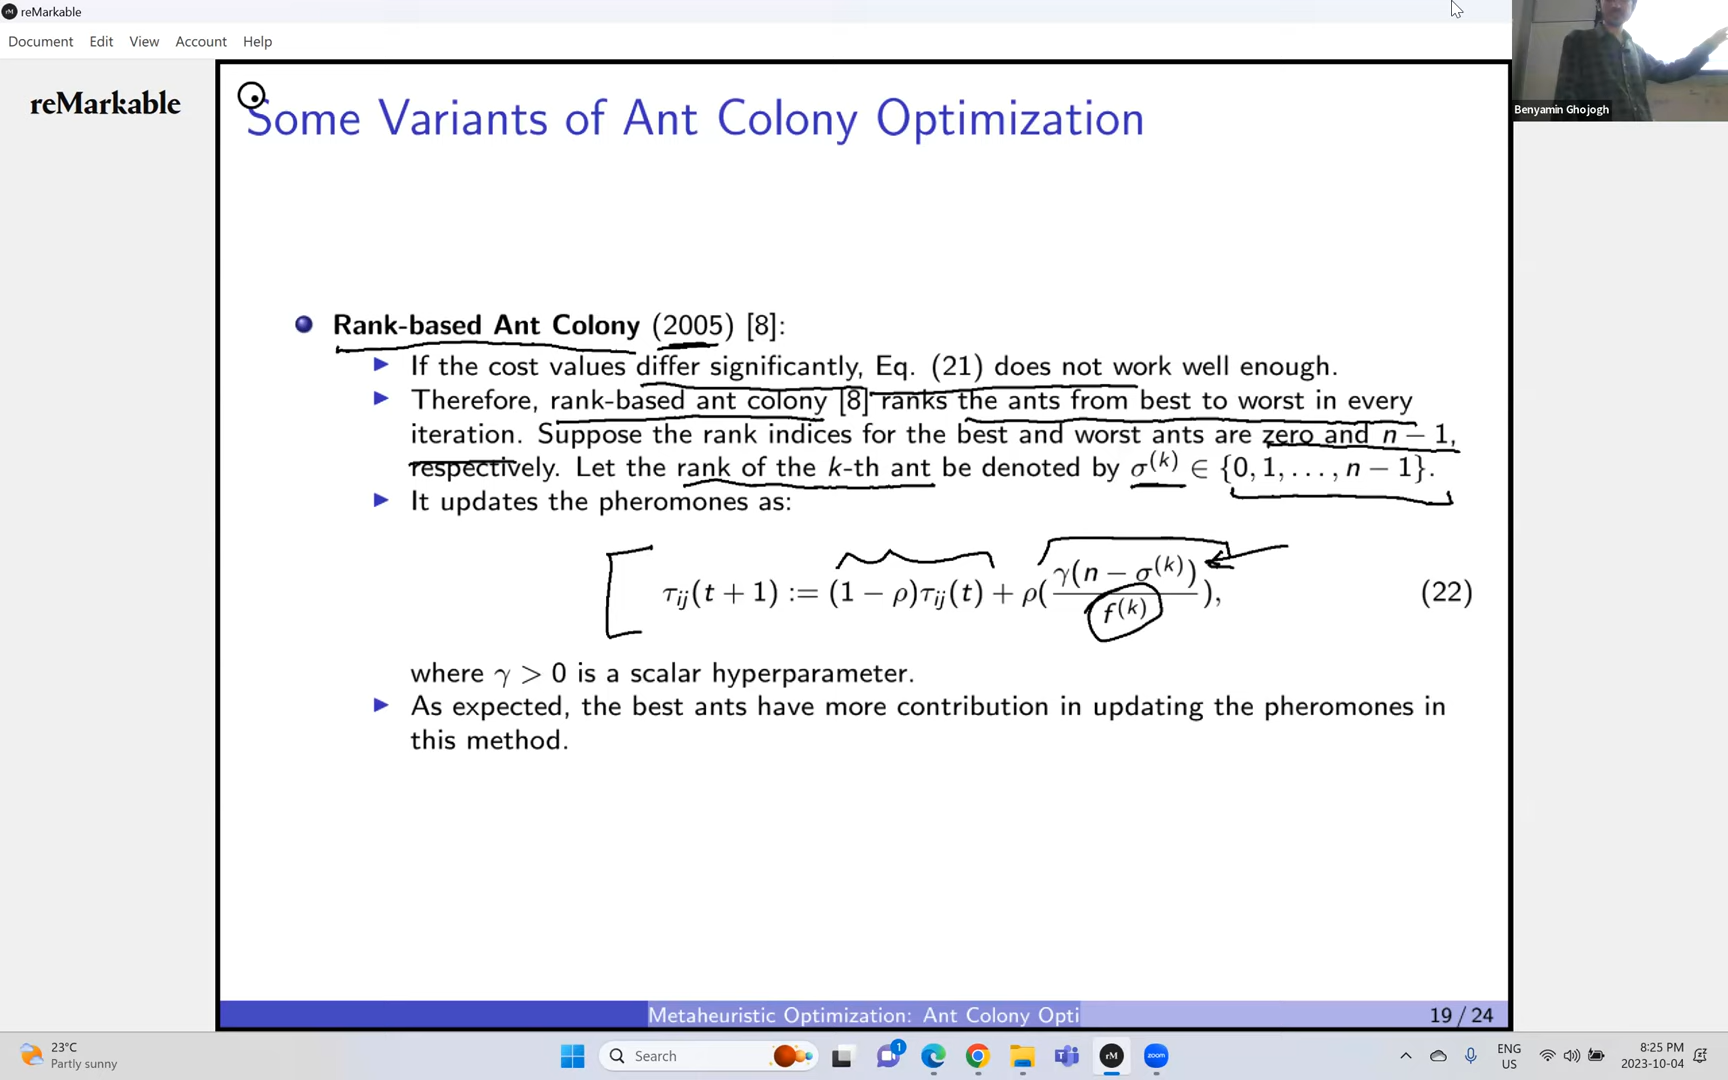 reMarkable
Document Edit View Account Help
reMarkable
Benyamin Ghojogh
Some Variants of Ant Colony Optimization
Rank-based Ant Colony (2005) [8]:
If the cost values differ significantly, Eq. (21) does not work well enough.
Therefore, rank-based ant colony [8] ranks the ants from best to worst in every
iteration. Suppose the rank indices for the best and worst ants are zero and n − 1,
respectively. Let the rank of the k-th ant be denoted by σ^(k) ∈ {0, 1, . . . , n − 1}.
It updates the pheromones as:
τ_ij(t + 1) := (1 − ρ)τ_ij(t) + ρ(γ(n − σ^(k)) / f^(k)), (22)
where γ > 0 is a scalar hyperparameter.
As expected, the best ants have more contribution in updating the pheromones in
this method.
Metaheuristic Optimization: Ant Colony Opti 19 / 24
23°C
Partly sunny
Search
1
rM
zoom
ENG
US
8:25 PM
2023-10-04